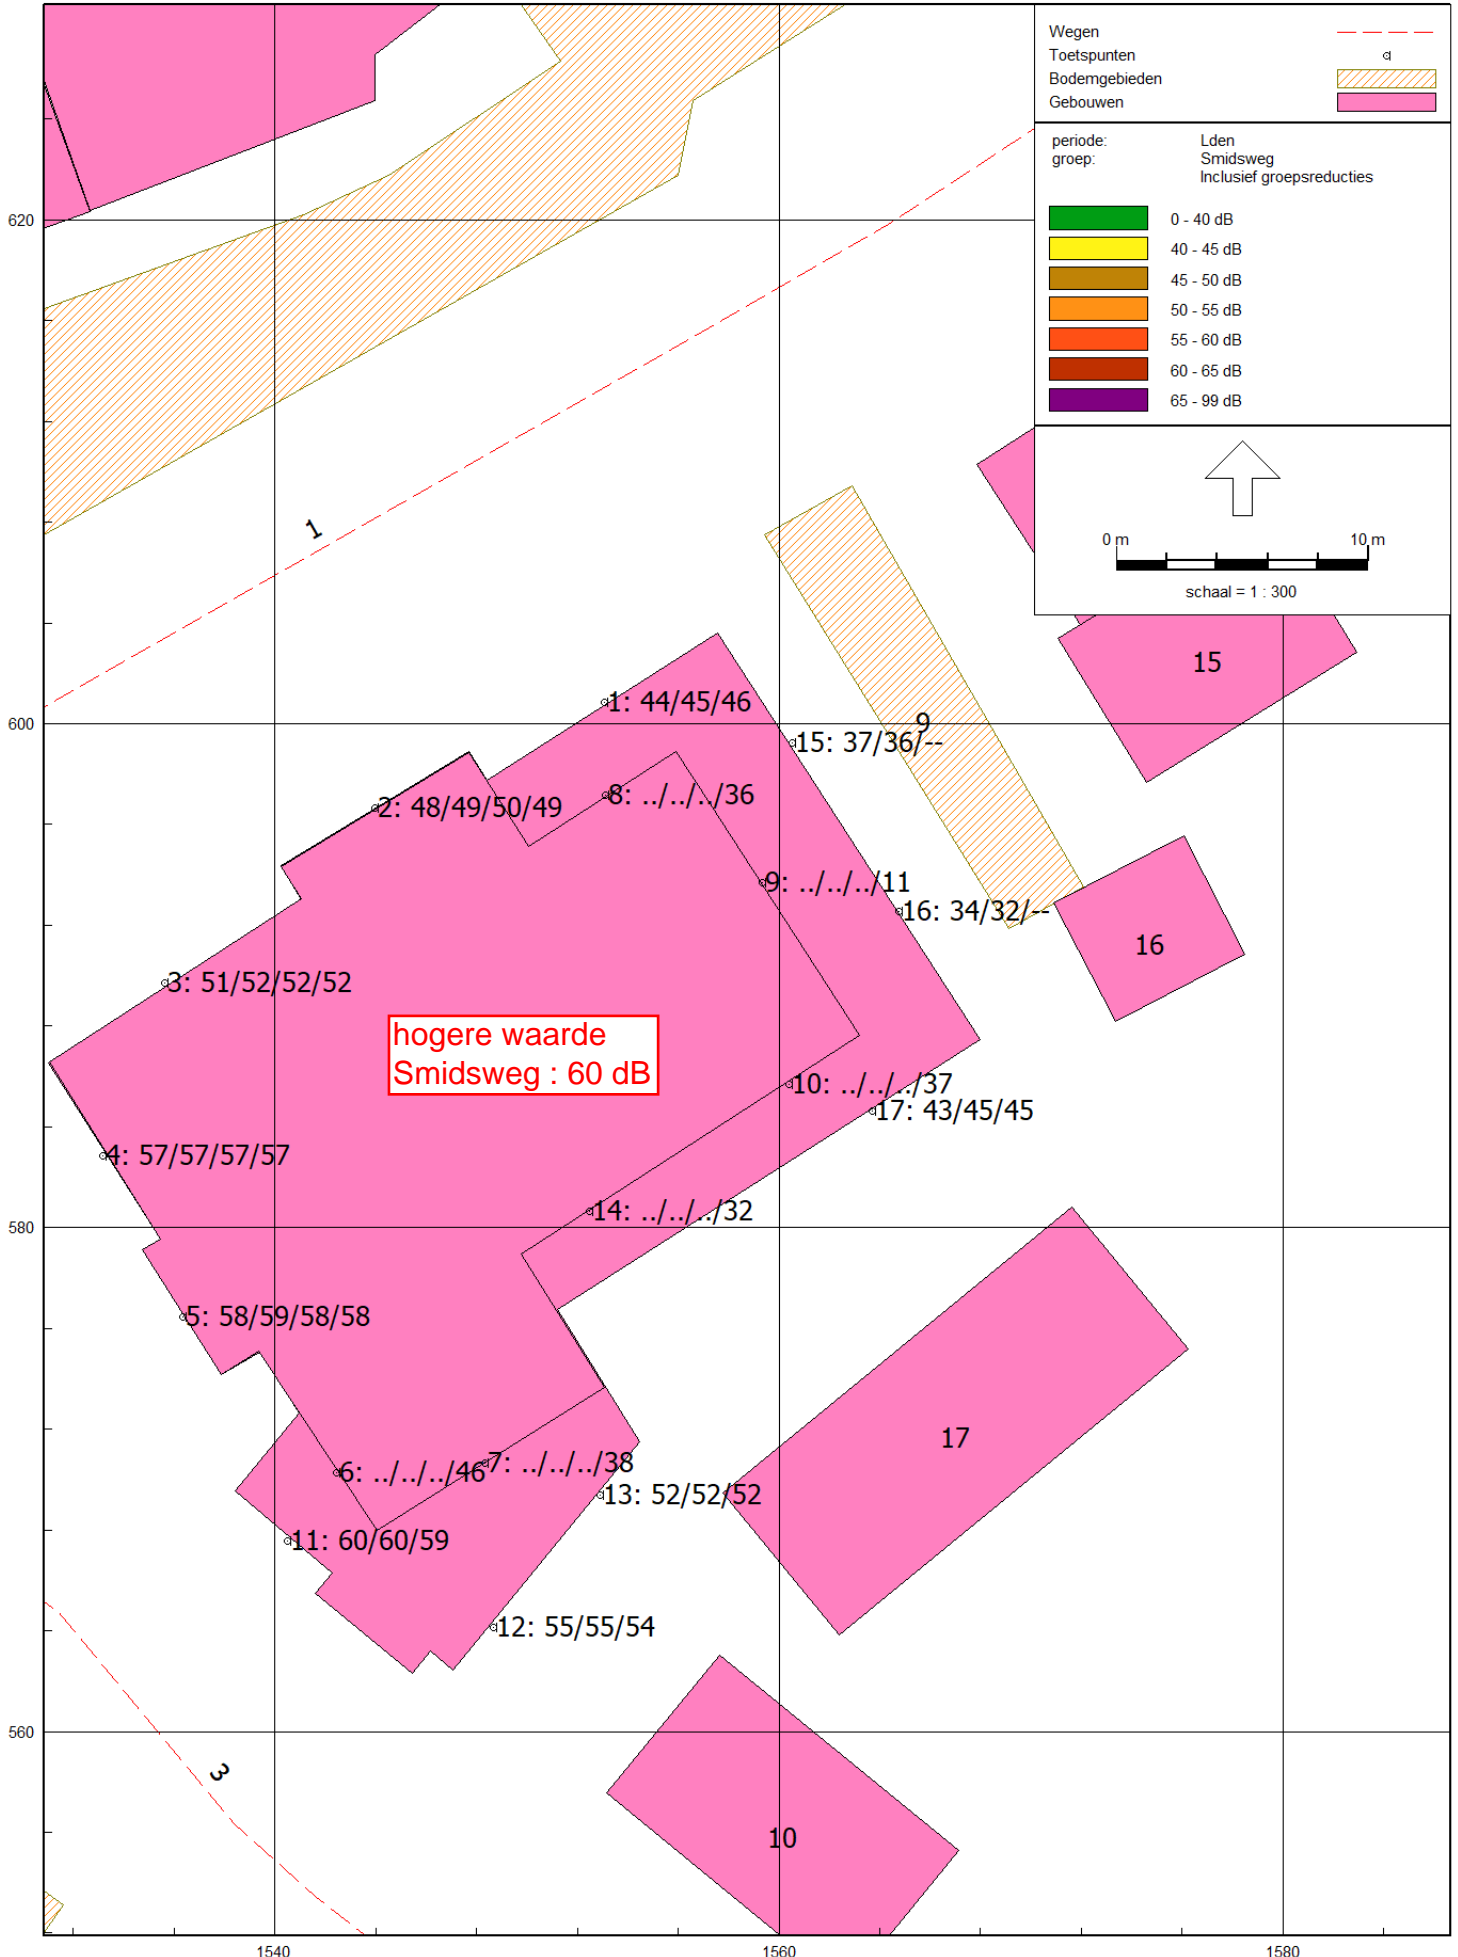 Wegen
Toetspunten
Bodemgebieden
Gebouwen
periode: Lden
groep: Smidsweg
Inclusief groepsreducties
0 - 40 dB
40 - 45 dB
45 - 50 dB
50 - 55 dB
55 - 60 dB
60 - 65 dB
65 - 99 dB
0 m 10 m
schaal = 1 : 300
620
1
15
1: 44/45/46
600
9
15: 37/36/--
2: 48/49/50/49
8: ../../../36
9: ../../../11
16: 34/32/--
16
3: 51/52/52/52
hogere waarde
Smidsweg : 60 dB
10: ../../../37
17: 43/45/45
4: 57/57/57/57
14: ../../../32
580
5: 58/59/58/58
17
6: ../../../46
7: ../../../38
13: 52/52/52
11: 60/60/59
12: 55/55/54
560
3
10
1540 1560 1580